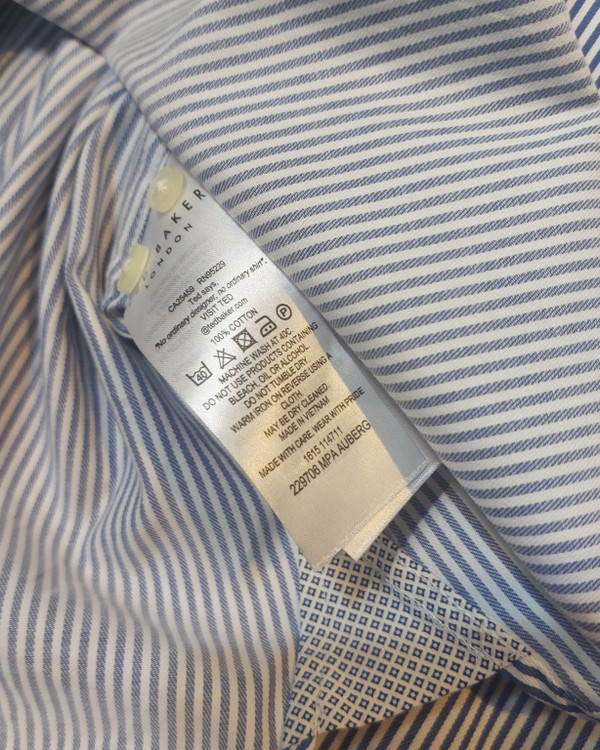 BAKER
LONDON
CA26459 RN95229
Ted says,
"No ordinary designer, no ordinary shirt".
VISIT TED
@tedbaker.com
100% COTTON
40 P
MACHINE WASH AT 40C
DO NOT USE PRODUCTS CONTAINING
BLEACH, OIL OR ALCOHOL
DO NOT TUMBLE DRY
WARM IRON ON REVERSE USING A
CLOTH.
MAY BE DRY CLEANED
MADE IN VIETNAM
MADE WITH CARE. WEAR WITH PRIDE
1615 114711
229706 MPA AUBERG